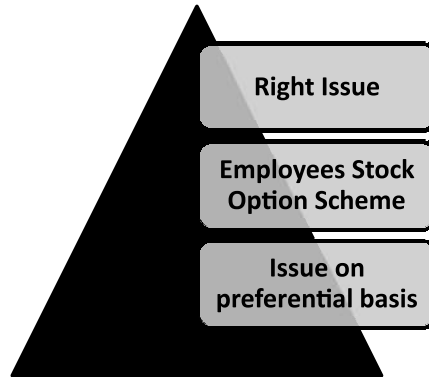 Right Issue
Employees Stock
Option Scheme
Issue on
preferential basis